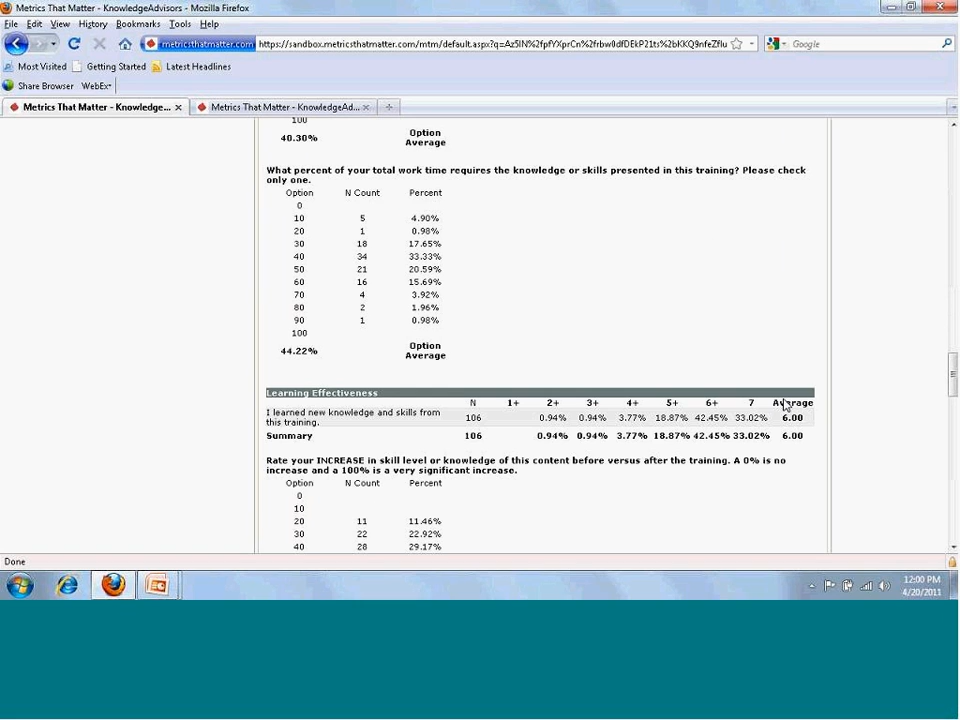 Metrics That Matter - KnowledgeAdvisors - Mozilla Firefox
File Edit View History Bookmarks Tools Help
metricsthatmatter.com https://sandbox.metricsthatmatter.com/mtm/default.aspx?q=Az5IN%2fpfYXprCn%2frbw0dfDEkP21ts%2bKKQ9nfeZflu Google
Most Visited Getting Started Latest Headlines
Share Browser WebEx
Metrics That Matter - Knowledge... Metrics That Matter - KnowledgeAd...
100
40.30% Option Average
What percent of your total work time requires the knowledge or skills presented in this training? Please check
only one.
Option N Count Percent
0
10 5 4.90%
20 1 0.98%
30 18 17.65%
40 34 33.33%
50 21 20.59%
60 16 15.69%
70 4 3.92%
80 2 1.96%
90 1 0.98%
100
44.22% Option Average
Learning Effectiveness
N 1+ 2+ 3+ 4+ 5+ 6+ 7 Average
I learned new knowledge and skills from
this training. 106 0.94% 0.94% 3.77% 18.87% 42.45% 33.02% 6.00
Summary 106 0.94% 0.94% 3.77% 18.87% 42.45% 33.02% 6.00
Rate your INCREASE in skill level or knowledge of this content before versus after the training. A 0% is no
increase and a 100% is a very significant increase.
Option N Count Percent
0
10
20 11 11.46%
30 22 22.92%
40 28 29.17%
Done
12:00 PM
4/20/2011